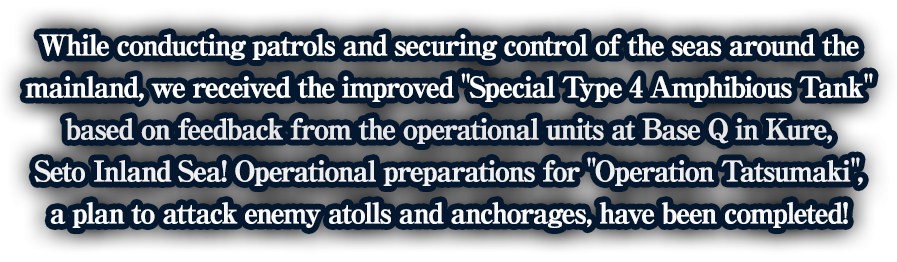 While conducting patrols and securing control of the seas around the
mainland, we received the improved "Special Type 4 Amphibious Tank"
based on feedback from the operational units at Base Q in Kure,
Seto Inland Sea! Operational preparations for "Operation Tatsumaki",
a plan to attack enemy atolls and anchorages, have been completed!